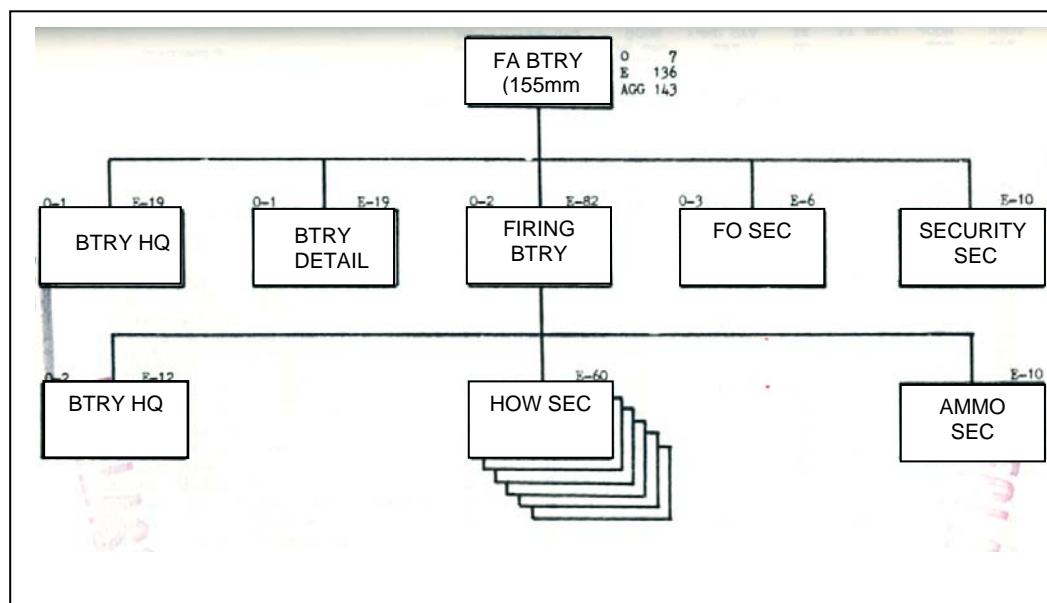 FA BTRY
(155mm
O 7
E 136
AGG 143
O-1 E-19
BTRY HQ
O-1 E-19
BTRY
DETAIL
O-2 E-82
FIRING
BTRY
O-3 E-6
FO SEC
E-10
SECURITY
SEC
O-2 E-12
BTRY HQ
E-60
HOW SEC
E-10
AMMO
SEC